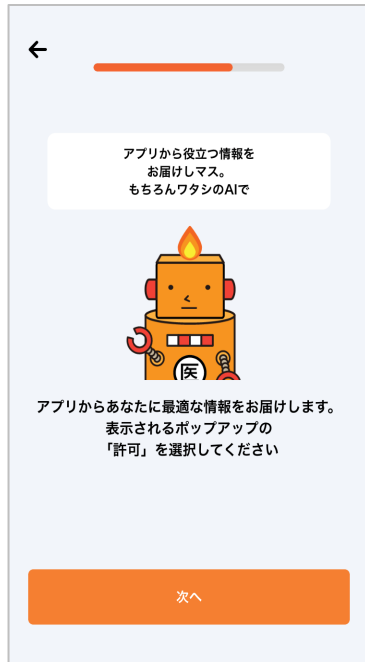 アプリから役立つ情報を
お届けしマス。
もちろんワタシのAIで
医
アプリからあなたに最適な情報をお届けします。
表示されるポップアップの
「許可」を選択してください
次へ